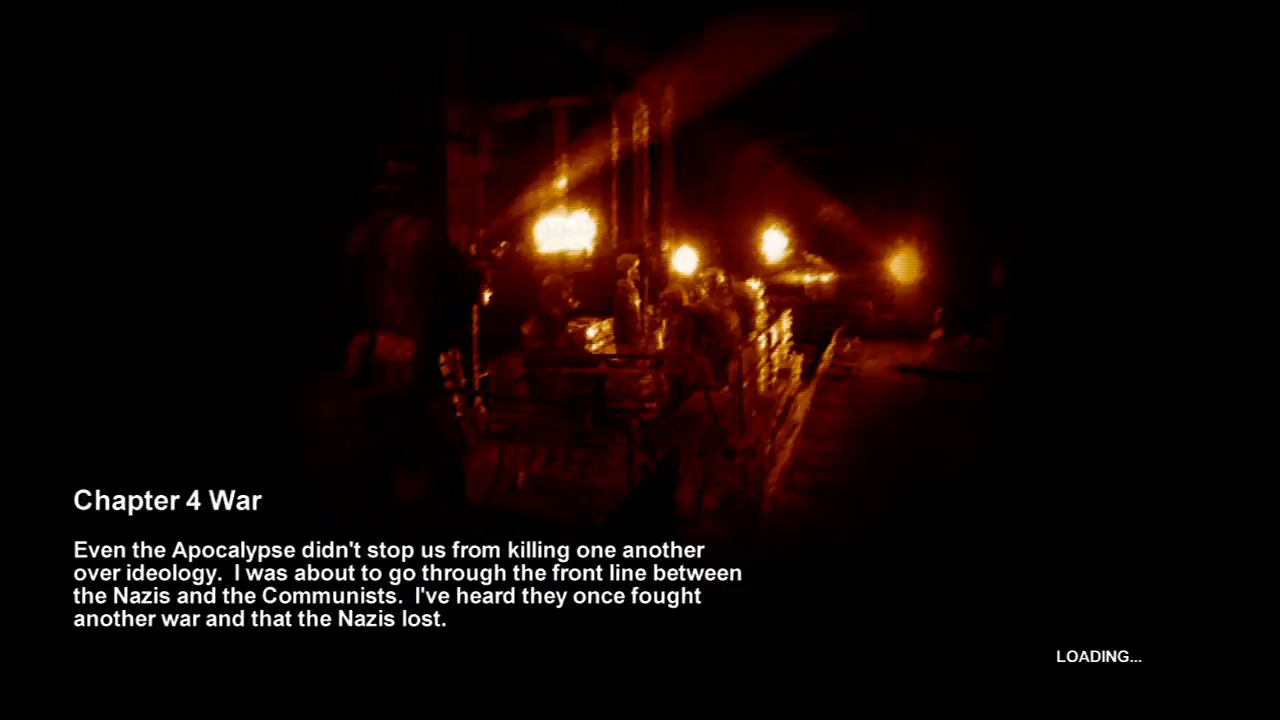 Chapter 4 War
Even the Apocalypse didn't stop us from killing one another
over ideology.  I was about to go through the front line between
the Nazis and the Communists.  I've heard they once fought
another war and that the Nazis lost.
LOADING...